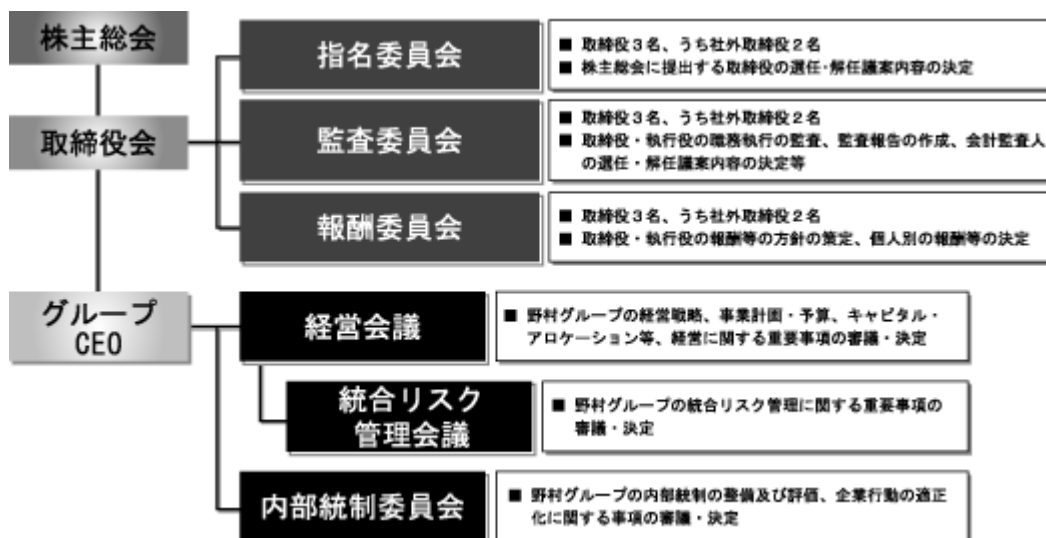 株主総会
指名委員会
■ 取締役3名、うち社外取締役2名
■ 株主総会に提出する取締役の選任・解任議案内容の決定
取締役会
監査委員会
■ 取締役3名、うち社外取締役2名
■ 取締役・執行役の職務執行の監査、監査報告の作成、会計監査人
の選任・解任議案内容の決定等
報酬委員会
■ 取締役3名、うち社外取締役2名
■ 取締役・執行役の報酬等の方針の策定、個人別の報酬等の決定
グループ
CEO
経営会議
■ 野村グループの経営戦略、事業計画・予算、キャピタル・
アロケーション等、経営に関する重要事項の審議・決定
統合リスク
管理会議
■ 野村グループの統合リスク管理に関する重要事項の
審議・決定
内部統制委員会
■ 野村グループの内部統制の整備及び評価、企業行動の適正
化に関する事項の審議・決定